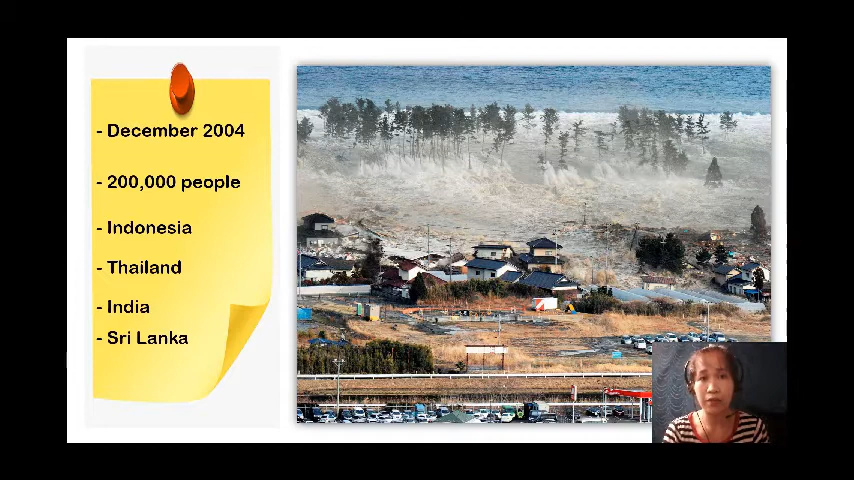 - December 2004
- 200,000 people
- Indonesia
- Thailand
- India
- Sri Lanka